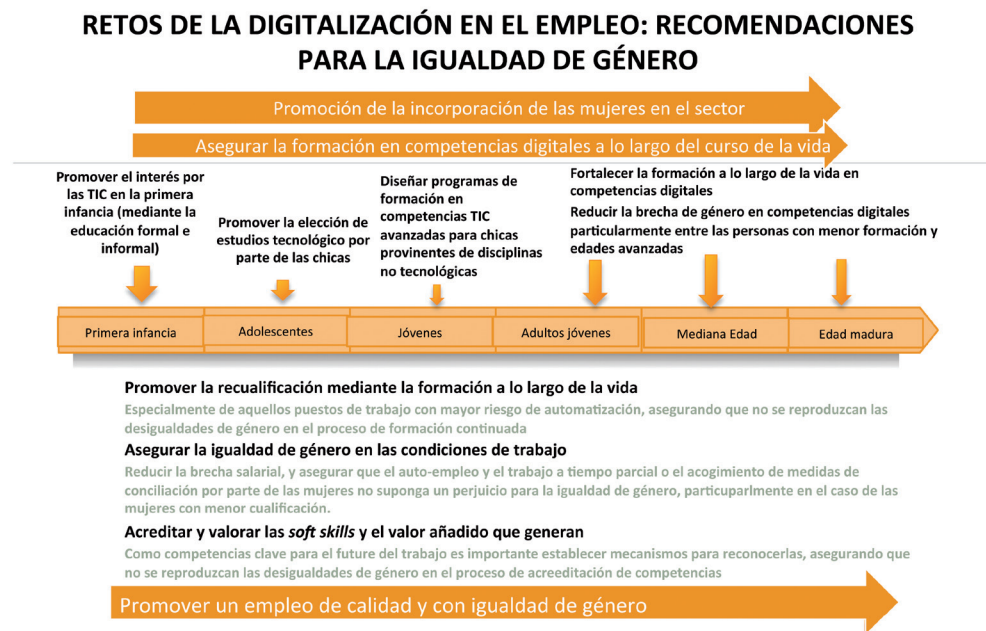 RETOS DE LA DIGITALIZACIÓN EN EL EMPLEO: RECOMENDACIONES
PARA LA IGUALDAD DE GÉNERO
Promoción de la incorporación de las mujeres en el sector
Asegurar la formación en competencias digitales a lo largo del curso de la vida
Promover el interés por
las TIC en la primera
infancia (mediante la
educación formal e
informal)
Promover la elección de
estudios tecnológico por
parte de las chicas
Diseñar programas de
formación en
competencias TIC
avanzadas para chicas
provinentes de disciplinas
no tecnológicas
Fortalecer la formación a lo largo de la vida en
competencias digitales
Reducir la brecha de género en competencias digitales
particularmente entre las personas con menor formación y
edades avanzadas
Primera infancia
Adolescentes
Jóvenes
Adultos jóvenes
Mediana Edad
Edad madura
Promover la recualificación mediante la formación a lo largo de la vida
Especialmente de aquellos puestos de trabajo con mayor riesgo de automatización, asegurando que no se reproduzcan las
desigualdades de género en el proceso de formación continuada
Asegurar la igualdad de género en las condiciones de trabajo
Reducir la brecha salarial, y asegurar que el auto-empleo y el trabajo a tiempo parcial o el acogimiento de medidas de
conciliación por parte de las mujeres no suponga un perjuicio para la igualdad de género, particuparlmente en el caso de las
mujeres con menor cualificación.
Acreditar y valorar las soft skills y el valor añadido que generan
Como competencias clave para el future del trabajo es importante establecer mecanismos para reconocerlas, asegurando que
no se reproduzcan las desigualdades de género en el proceso de acreeditación de competencias
Promover un empleo de calidad y con igualdad de género